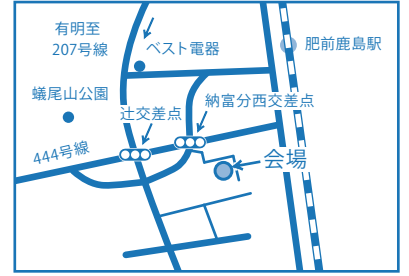 有明至
207号線
ベスト電器
肥前鹿島駅
蟻尾山公園
辻交差点
納富分西交差点
444号線
会場